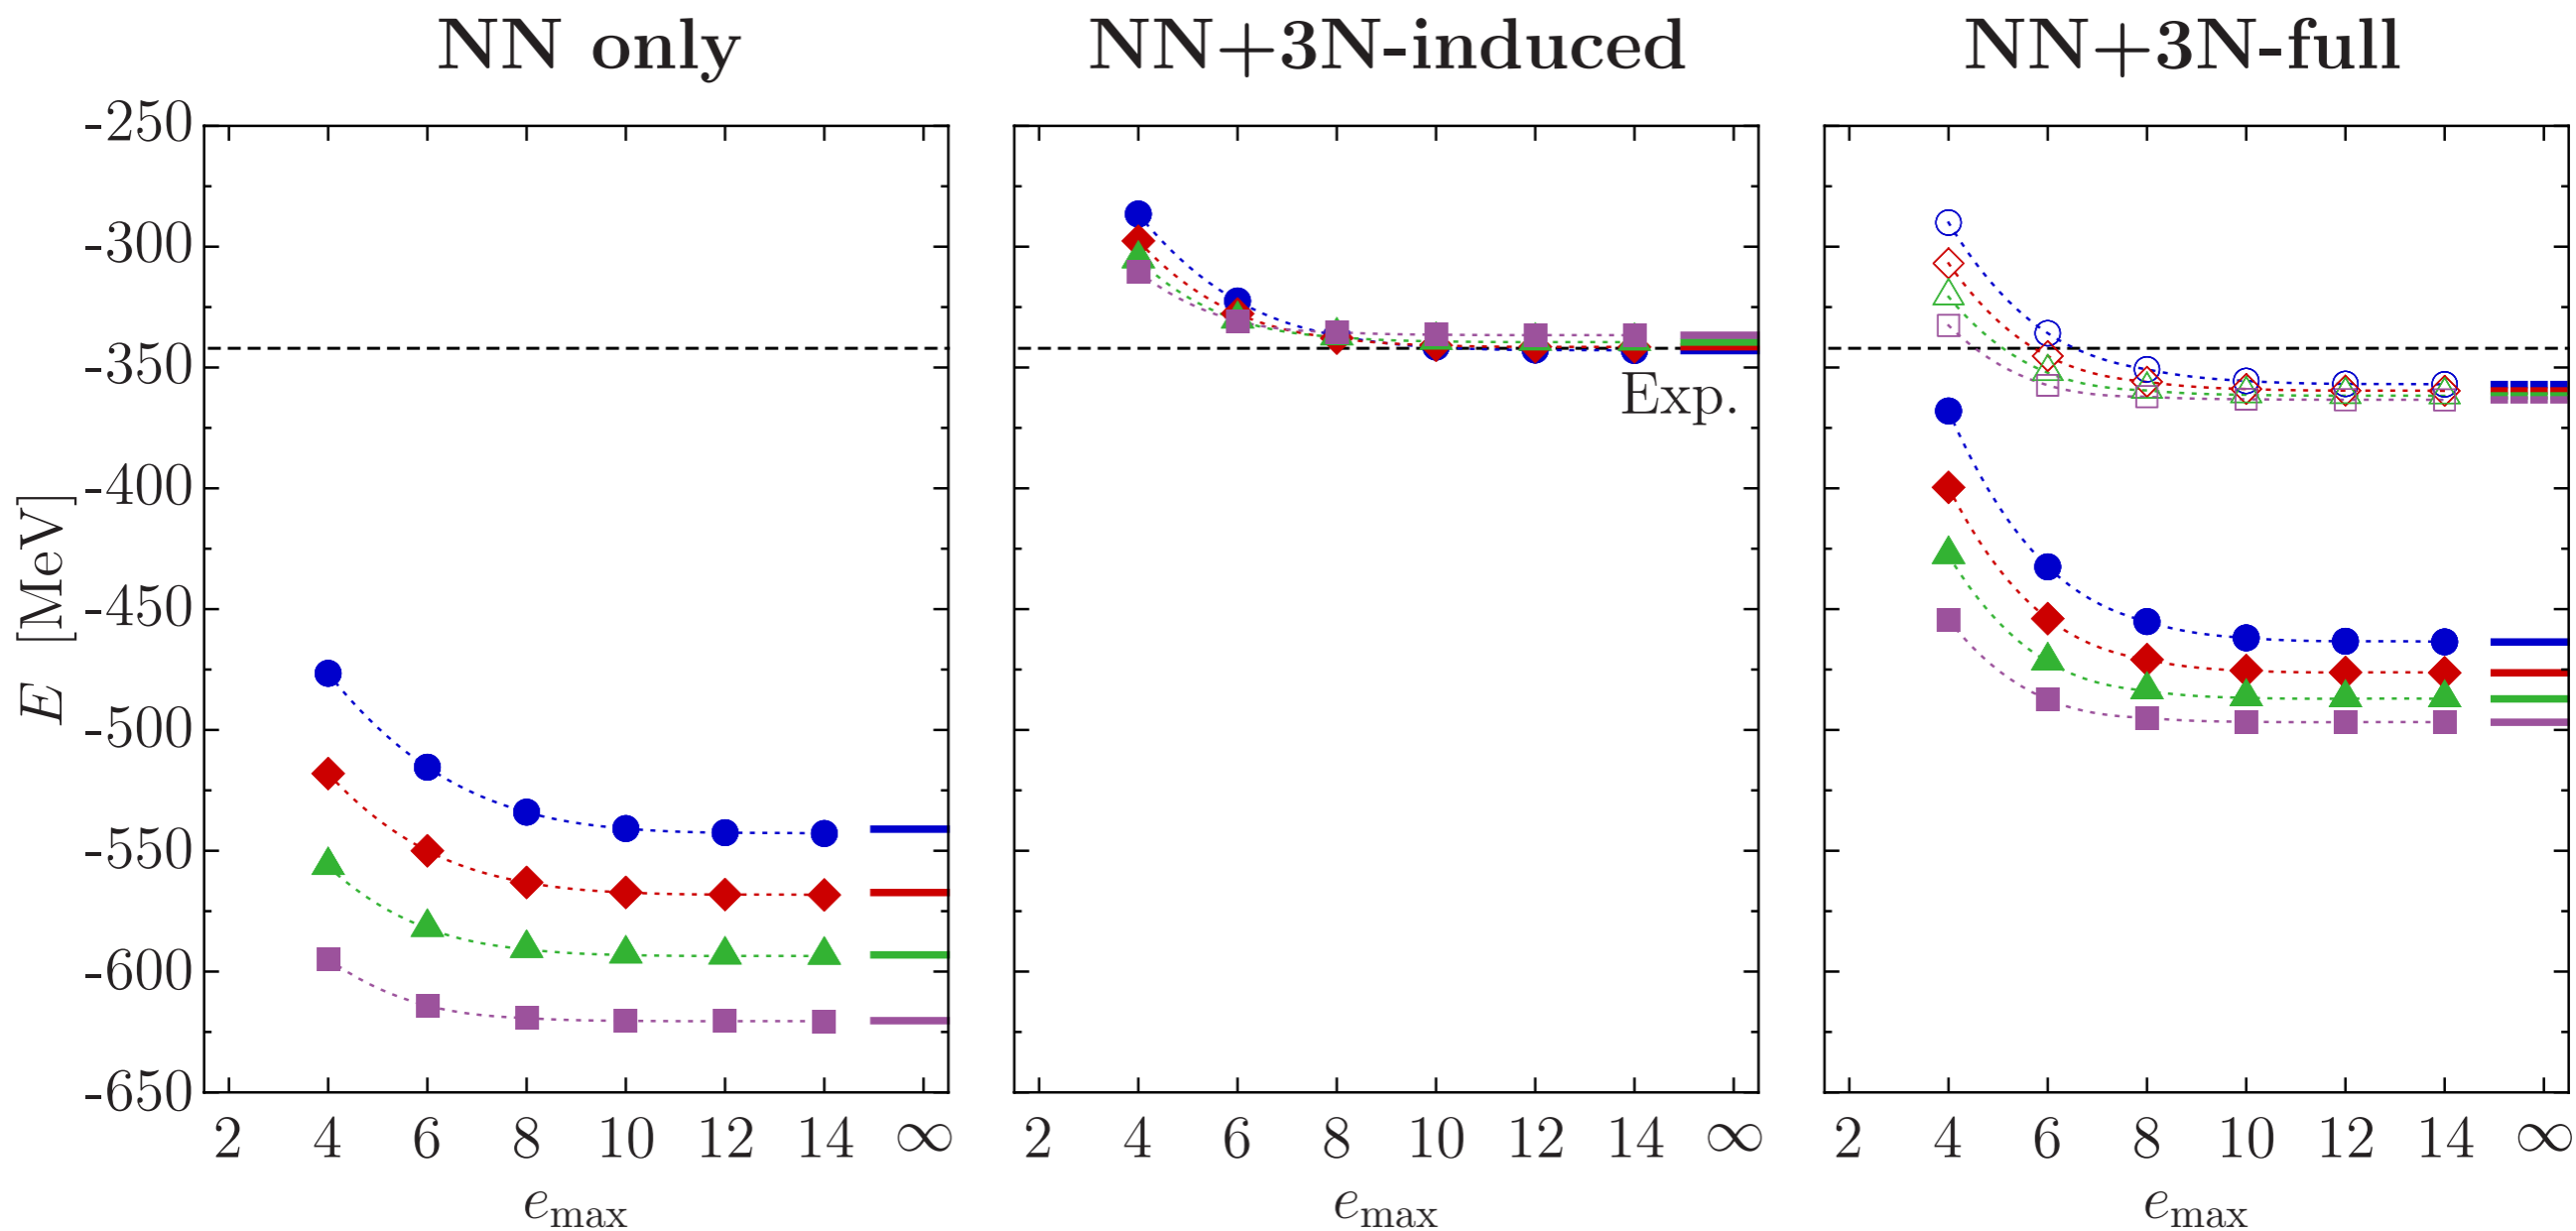 NN only NN+3N-induced NN+3N-full
-250
-300
-350
Exp.
-400
-450
E [MeV]
-500
-550
-600
-650
2 4 6 8 10 12 14 ∞ 2 4 6 8 10 12 14 ∞ 2 4 6 8 10 12 14 ∞
e_max e_max e_max